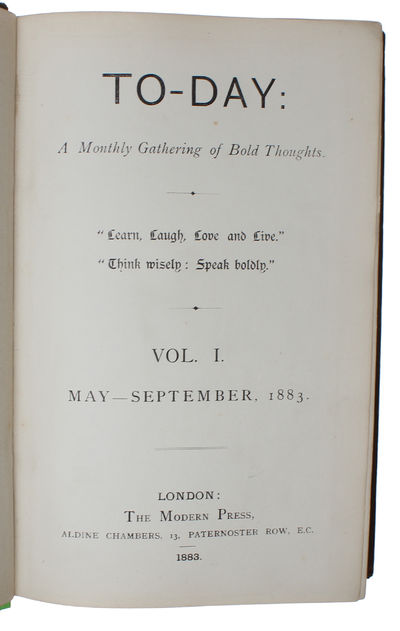 TO-DAY:
A Monthly Gathering of Bold Thoughts.
"Learn, Laugh, Love and Live."
"Think wisely: Speak boldly."
VOL. I.
MAY—SEPTEMBER, 1883.
LONDON:
THE MODERN PRESS,
ALDINE CHAMBERS, 13, PATERNOSTER ROW, E.C.
1883.